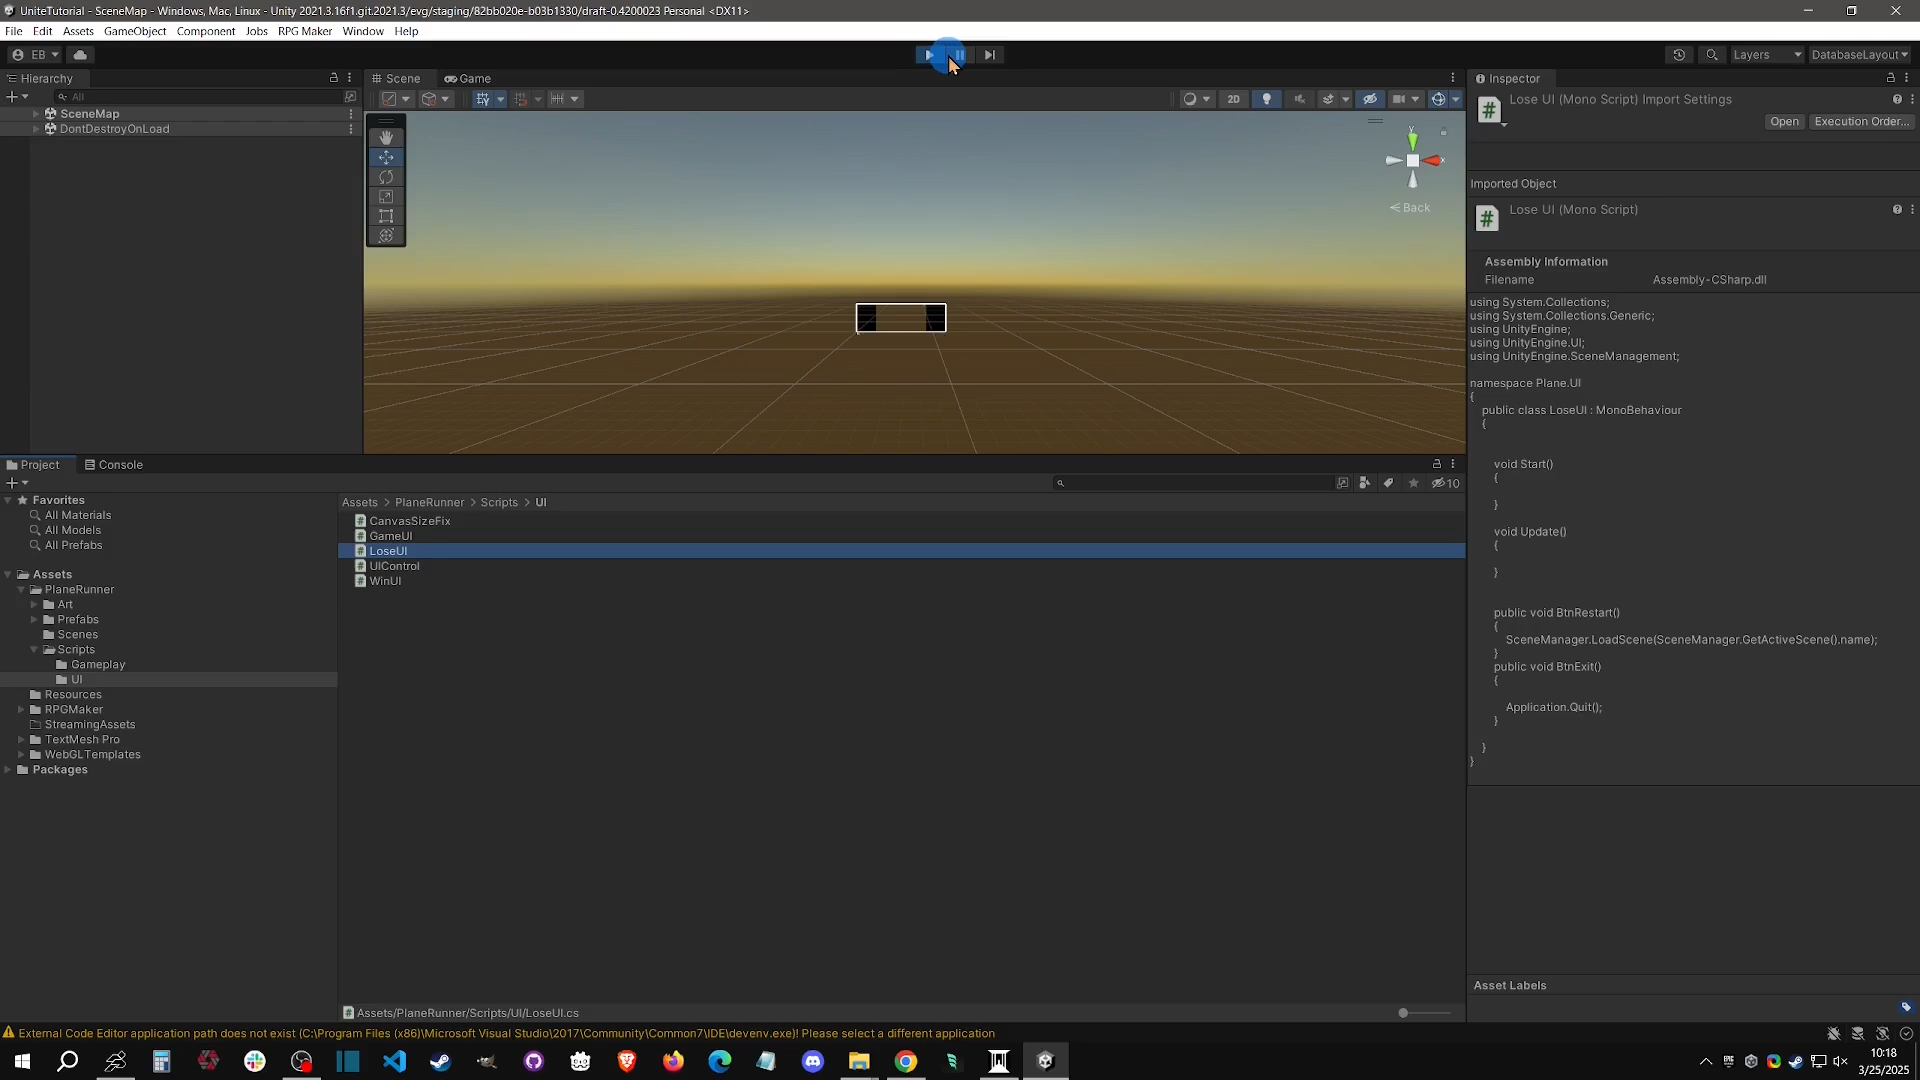 UniteTutorial - SceneMap - Windows, Mac, Linux - Unity 2021.3.16f1.git.2021.3/evg/staging/82bb020e-b03b1330/draft-0.4200023 Personal <DX11>
File Edit Assets GameObject Component Jobs RPG Maker Window Help
EB Layers DatabaseLayout
Hierarchy
All
SceneMap
DontDestroyOnLoad
Scene Game
2D
y
x
Back
Inspector
Lose UI (Mono Script) Import Settings
Open Execution Order...
Imported Object
Lose UI (Mono Script)
Assembly Information
Filename Assembly-CSharp.dll
using System.Collections;
using System.Collections.Generic;
using UnityEngine;
using UnityEngine.UI;
using UnityEngine.SceneManagement;
namespace Plane.UI
{
public class LoseUI : MonoBehaviour
{
void Start()
{
}
void Update()
{
}
public void BtnRestart()
{
SceneManager.LoadScene(SceneManager.GetActiveScene().name);
}
public void BtnExit()
{
Application.Quit();
}
}
}
Asset Labels
Project Console
10
Favorites
All Materials
All Models
All Prefabs
Assets
PlaneRunner
Art
Prefabs
Scenes
Scripts
Gameplay
UI
Resources
RPGMaker
StreamingAssets
TextMesh Pro
WebGLTemplates
Packages
Assets > PlaneRunner > Scripts > UI
CanvasSizeFix
GameUI
LoseUI
UIControl
WinUI
Assets/PlaneRunner/Scripts/UI/LoseUI.cs
External Code Editor application path does not exist (C:\Program Files (x86)\Microsoft Visual Studio\2017\Community\Common7\IDE\devenv.exe)! Please select a different application
10:18
3/25/2025